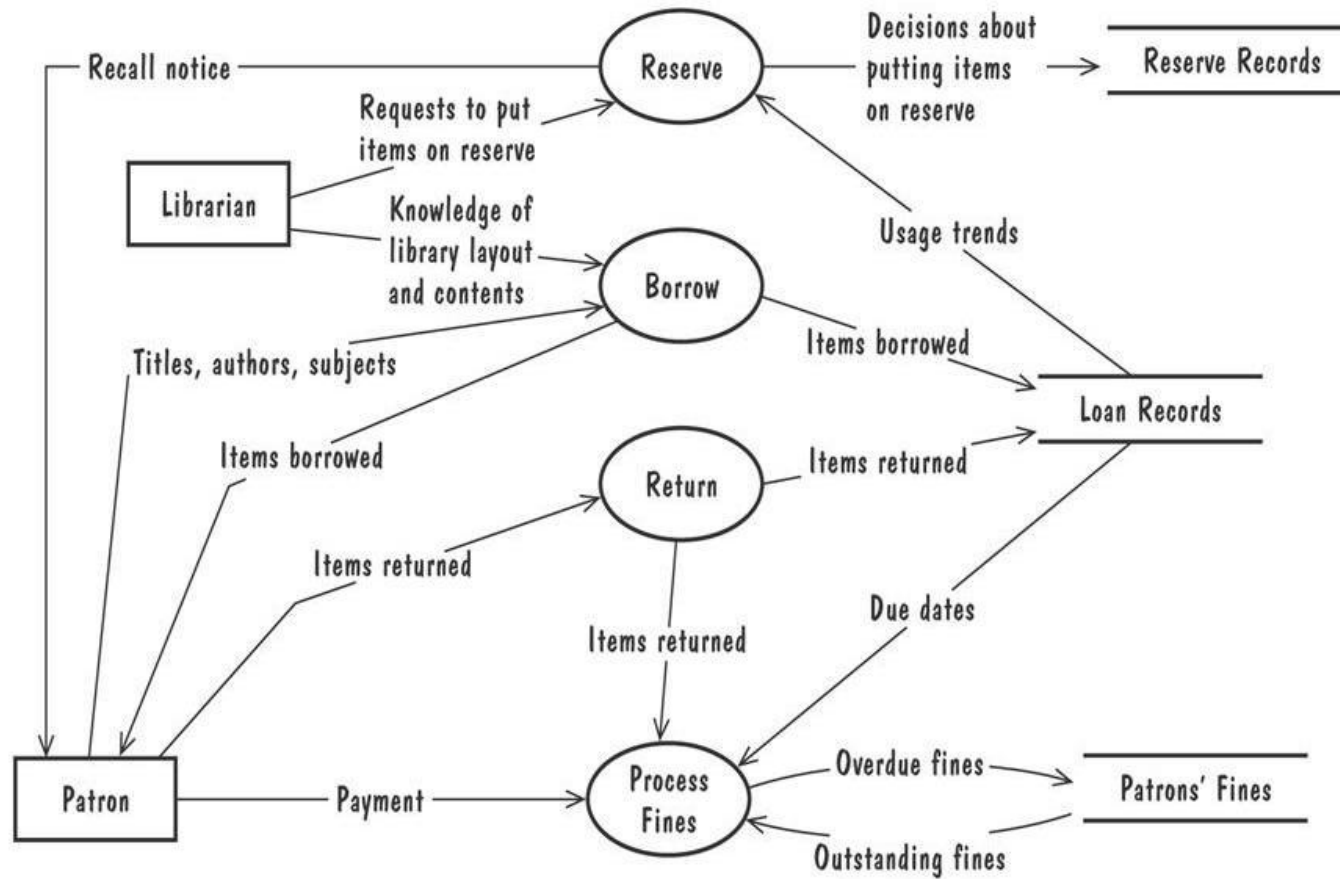 Recall notice
Reserve
Decisions about
putting items
on reserve
Reserve Records
Requests to put
items on reserve
Librarian
Knowledge of
library layout
and contents
Usage trends
Borrow
Titles, authors, subjects
Items borrowed
Loan Records
Items borrowed
Return
Items returned
Items returned
Due dates
Items returned
Patron
Payment
Process
Fines
Overdue fines
Patrons' Fines
Outstanding fines